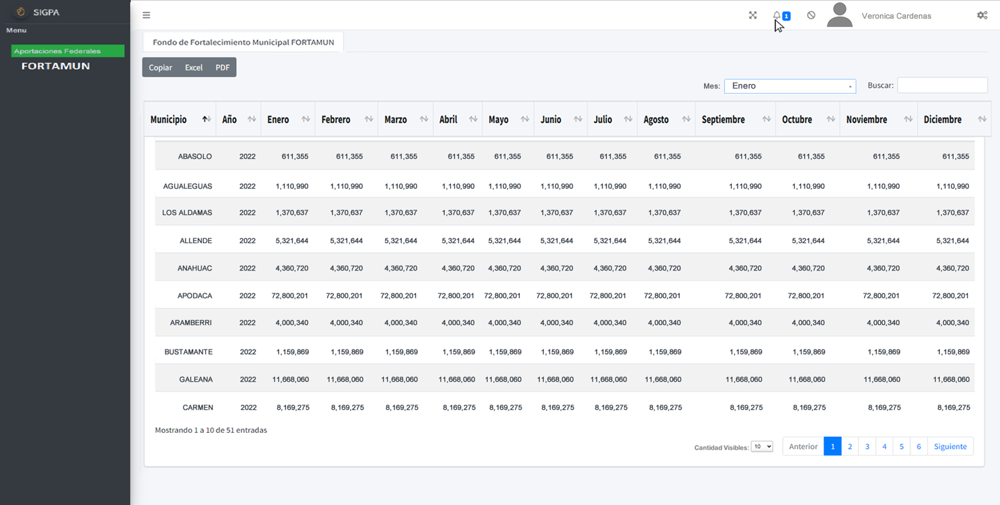 SIGPA
Menu
Aportaciones Federales
FORTAMUN
1
Veronica Cardenas
Fondo de Fortalecimiento Municipal FORTAMUN
Copiar Excel PDF
Mes: Enero Buscar:
Municipio Año Enero Febrero Marzo Abril Mayo Junio Julio Agosto Septiembre Octubre Noviembre Diciembre
ABASOLO 2022 611,355 611,355 611,355 611,355 611,355 611,355 611,355 611,355 611,355 611,355 611,355 611,355
AGUALEGUAS 2022 1,110,990 1,110,990 1,110,990 1,110,990 1,110,990 1,110,990 1,110,990 1,110,990 1,110,990 1,110,990 1,110,990 1,110,990
LOS ALDAMAS 2022 1,370,637 1,370,637 1,370,637 1,370,637 1,370,637 1,370,637 1,370,637 1,370,637 1,370,637 1,370,637 1,370,637 1,370,637
ALLENDE 2022 5,321,644 5,321,644 5,321,644 5,321,644 5,321,644 5,321,644 5,321,644 5,321,644 5,321,644 5,321,644 5,321,644 5,321,644
ANAHUAC 2022 4,360,720 4,360,720 4,360,720 4,360,720 4,360,720 4,360,720 4,360,720 4,360,720 4,360,720 4,360,720 4,360,720 4,360,720
APODACA 2022 72,800,201 72,800,201 72,800,201 72,800,201 72,800,201 72,800,201 72,800,201 72,800,201 72,800,201 72,800,201 72,800,201 72,800,201
ARAMBERRI 2022 4,000,340 4,000,340 4,000,340 4,000,340 4,000,340 4,000,340 4,000,340 4,000,340 4,000,340 4,000,340 4,000,340 4,000,340
BUSTAMANTE 2022 1,159,869 1,159,869 1,159,869 1,159,869 1,159,869 1,159,869 1,159,869 1,159,869 1,159,869 1,159,869 1,159,869 1,159,869
GALEANA 2022 11,668,060 11,668,060 11,668,060 11,668,060 11,668,060 11,668,060 11,668,060 11,668,060 11,668,060 11,668,060 11,668,060 11,668,060
CARMEN 2022 8,169,275 8,169,275 8,169,275 8,169,275 8,169,275 8,169,275 8,169,275 8,169,275 8,169,275 8,169,275 8,169,275 8,169,275
Mostrando 1 a 10 de 51 entradas
Cantidad Visibles: 10 Anterior 1 2 3 4 5 6 Siguiente